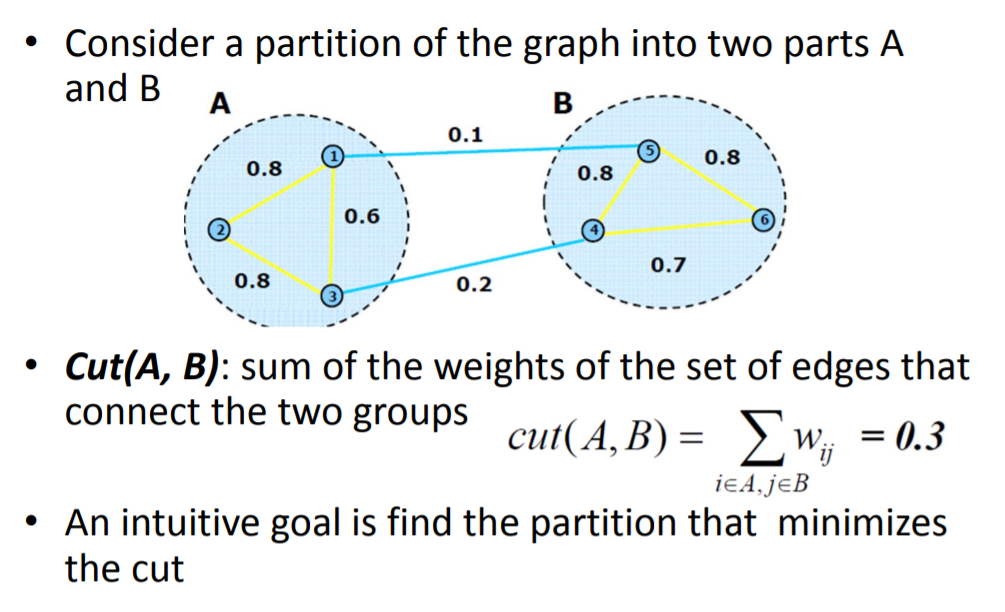 • Consider a partition of the graph into two parts A
and B
A
B
0.1
0.8
0.8
0.8
0.6
0.8
0.7
0.2
1
2
3
4
5
6
• Cut(A, B): sum of the weights of the set of edges that
connect the two groups
cut(A, B) = ∑ w_ij = 0.3
i∈A, j∈B
• An intuitive goal is find the partition that minimizes
the cut